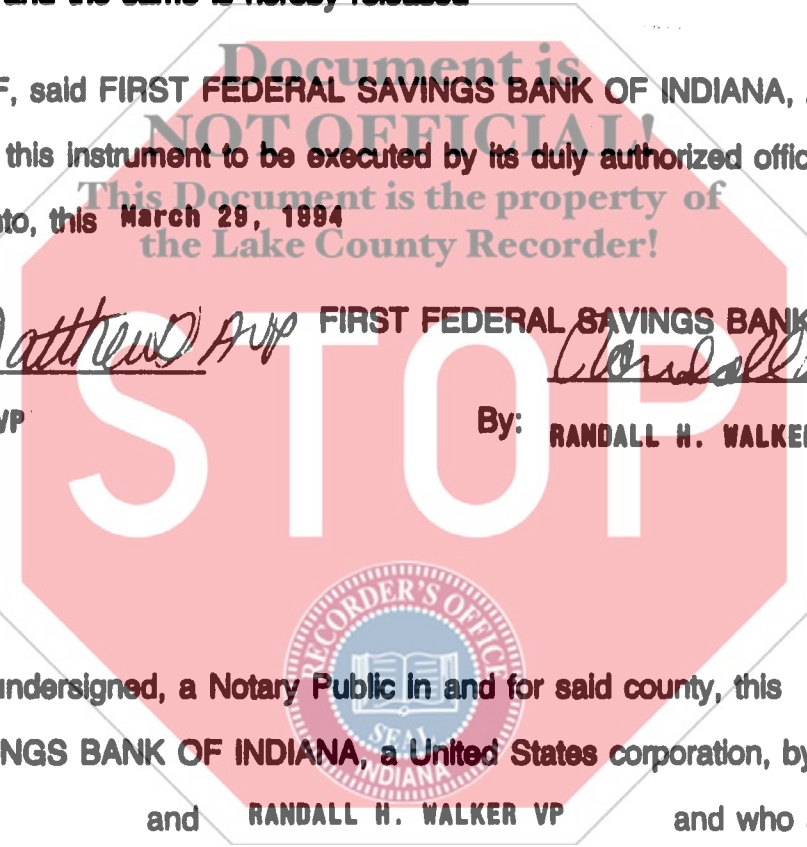 and the same is hereby released
Document is
F, said FIRST FEDERAL SAVINGS BANK OF INDIANA,
NOT OFFICIAL!
this instrument to be executed by its duly authorized offic
This Document is the property of
to, this March 29, 1994
the Lake County Recorder!
atthews AVP FIRST FEDERAL SAVINGS BANK
VP By: RANDALL H. WALKER
STOP
RECORDER'S OFFICE
undersigned, a Notary Public in and for said county, this
SEAL
NGS BANK OF INDIANA, a United States corporation, by
INDIANA
and RANDALL H. WALKER VP and who